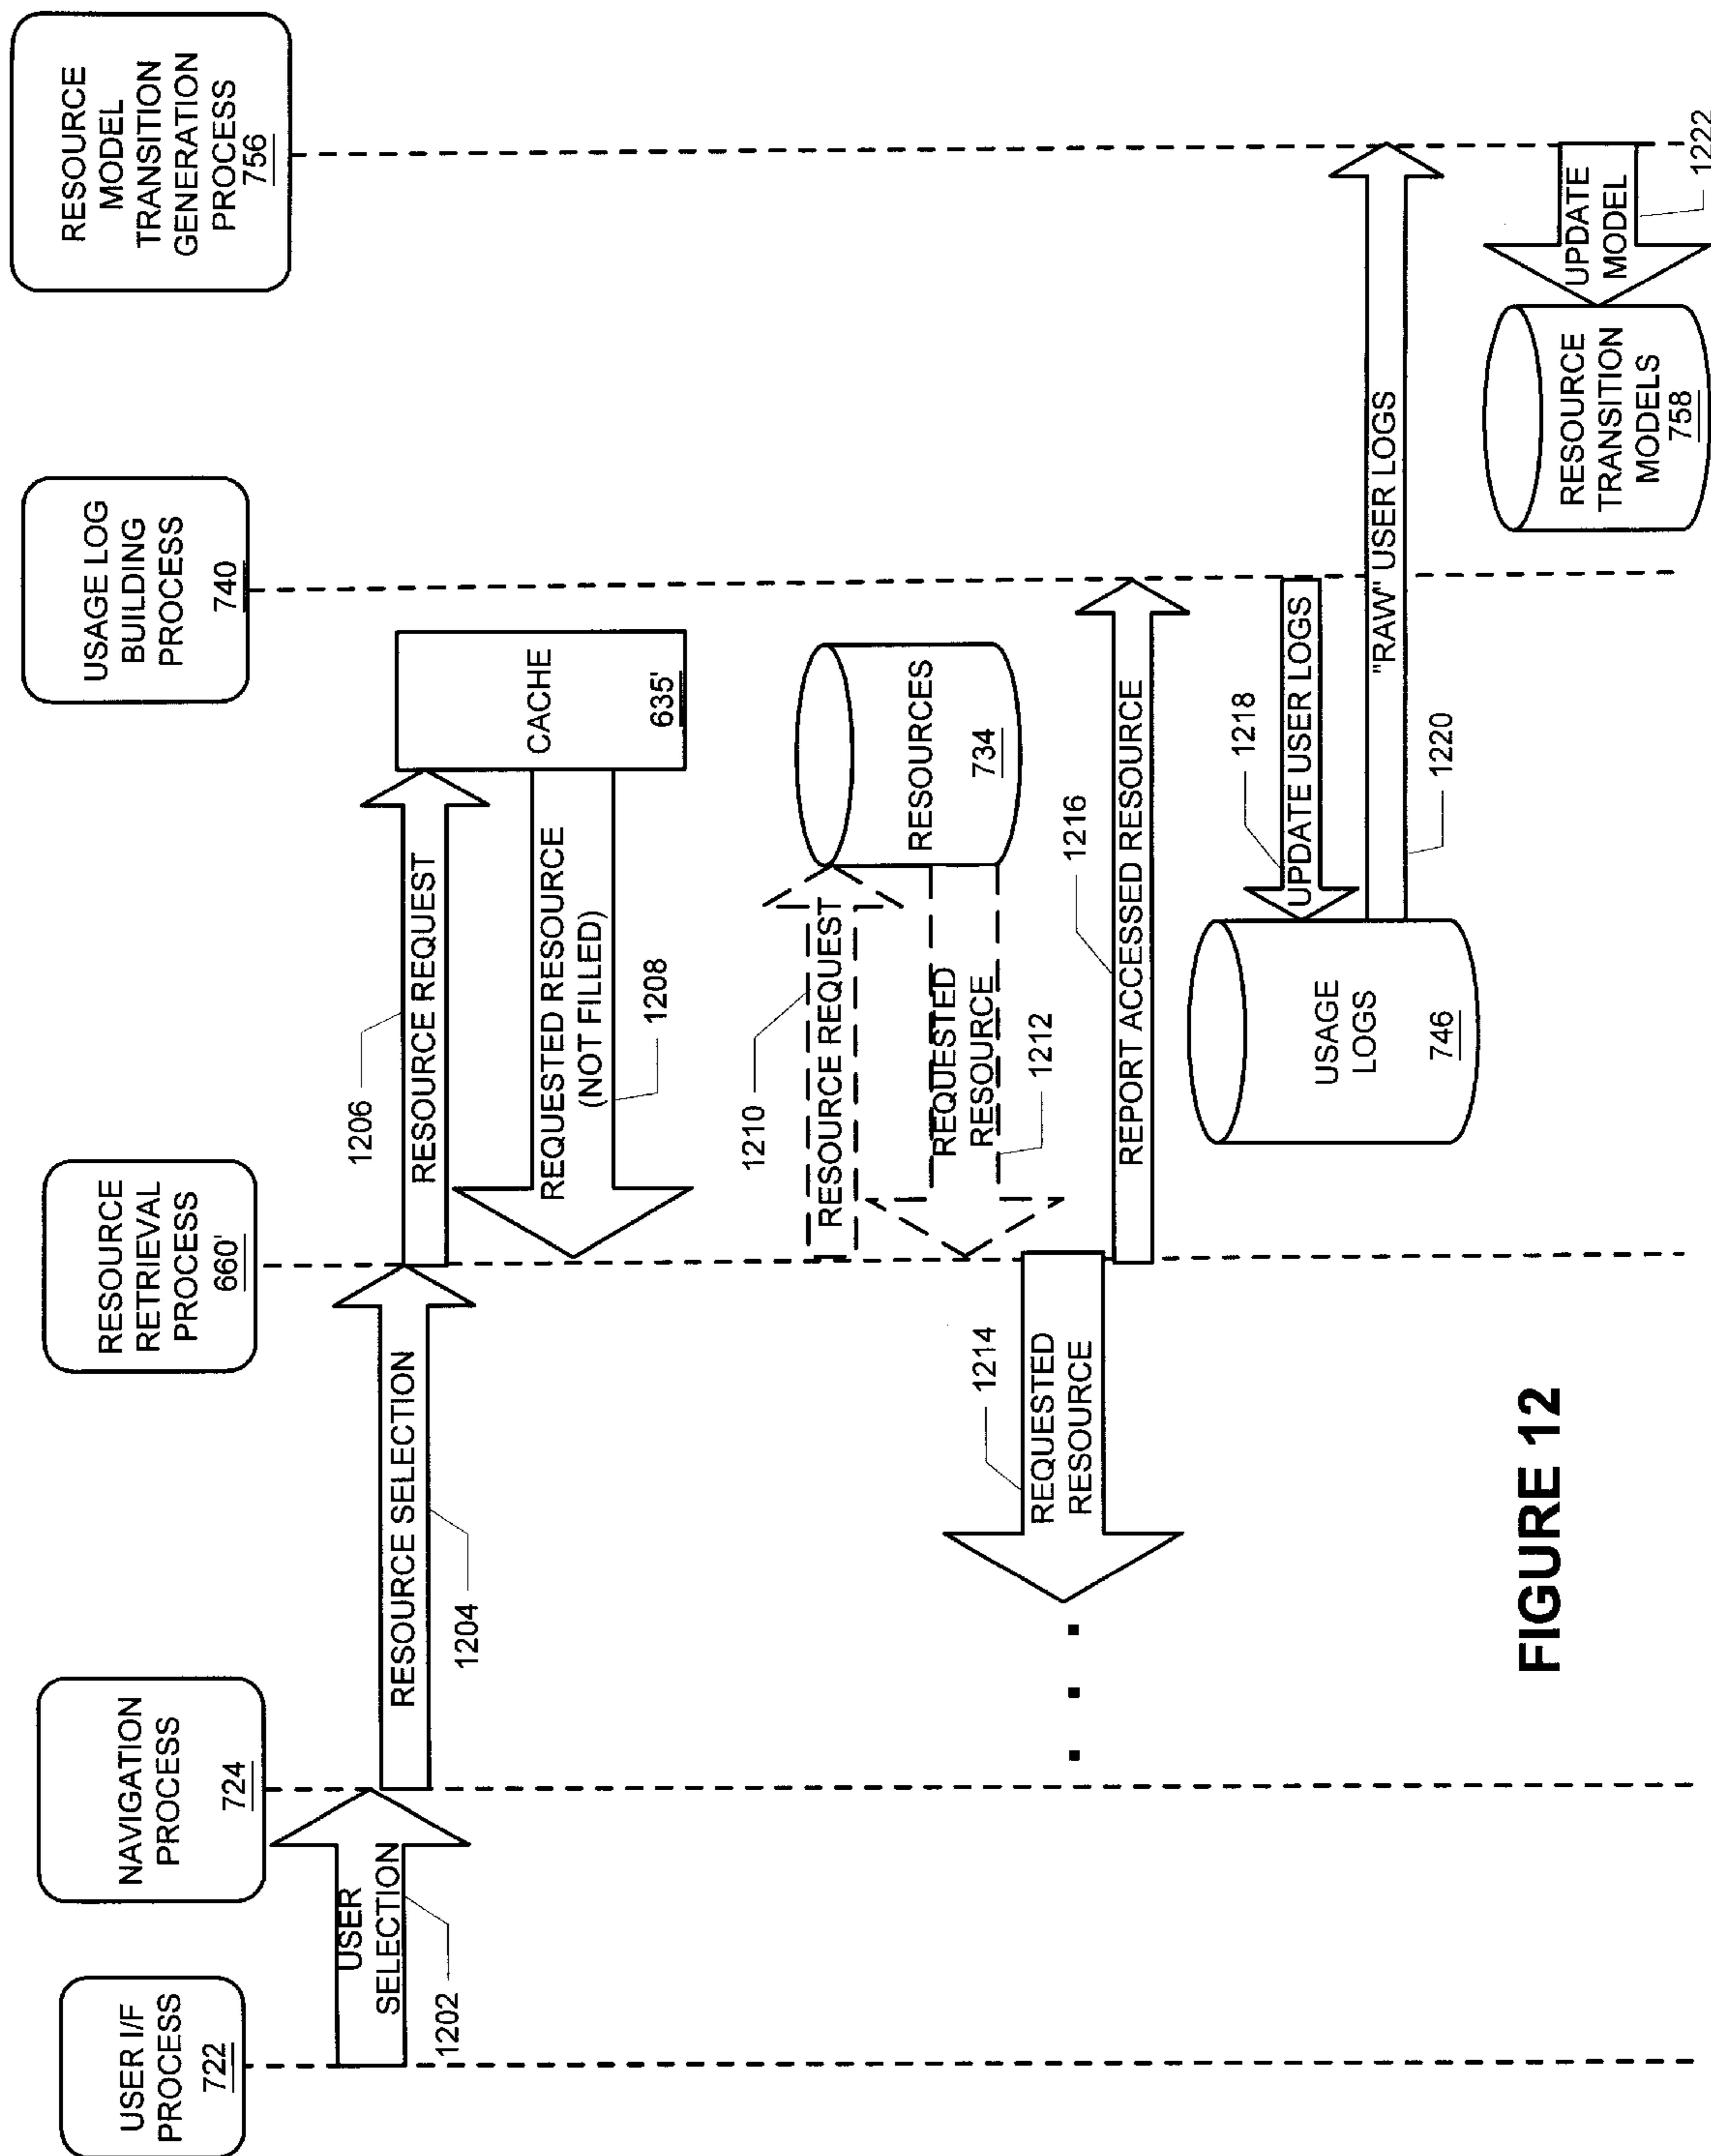 USER I/F
PROCESS
722
NAVIGATION
PROCESS
724
RESOURCE
RETRIEVAL
PROCESS
660'
USAGE LOG
BUILDING
PROCESS
740
RESOURCE
MODEL
TRANSITION
GENERATION
PROCESS
756
USER
SELECTION
1202
RESOURCE SELECTION
1204
1206
RESOURCE REQUEST
CACHE
635'
REQUESTED RESOURCE
(NOT FILLED)
1208
1210
RESOURCE REQUEST
RESOURCES
734
REQUESTED
RESOURCE
1212
1214
REQUESTED
RESOURCE
1216
REPORT ACCESSED RESOURCE
1218
UPDATE USER LOGS
USAGE
LOGS
746
"RAW" USER LOGS
1220
UPDATE
MODEL
1222
RESOURCE
TRANSITION
MODELS
758
FIGURE 12